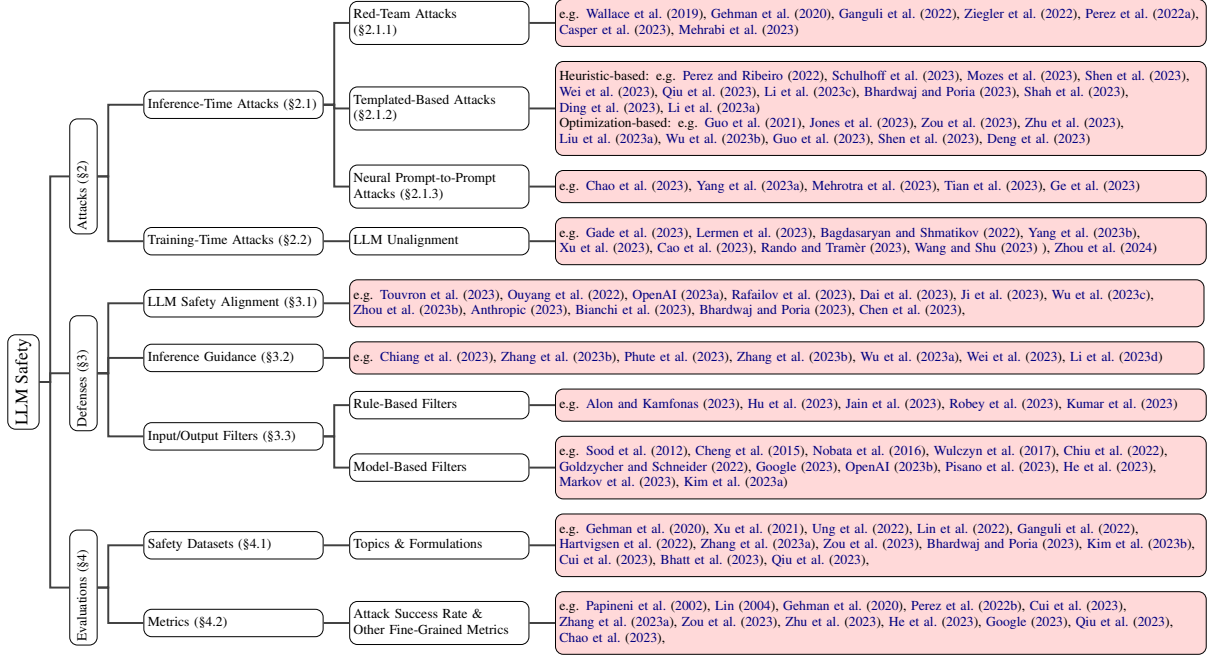 LLM Safety
Attacks (§2)
Inference-Time Attacks (§2.1)
Red-Team Attacks
(§2.1.1)
e.g. Wallace et al. (2019), Gehman et al. (2020), Ganguli et al. (2022), Ziegler et al. (2022), Perez et al. (2022a),
Casper et al. (2023), Mehrabi et al. (2023)
Templated-Based Attacks
(§2.1.2)
Heuristic-based: e.g. Perez and Ribeiro (2022), Schulhoff et al. (2023), Mozes et al. (2023), Shen et al. (2023),
Wei et al. (2023), Qiu et al. (2023), Li et al. (2023c), Bhardwaj and Poria (2023), Shah et al. (2023),
Ding et al. (2023), Li et al. (2023a)
Optimization-based: e.g. Guo et al. (2021), Jones et al. (2023), Zou et al. (2023), Zhu et al. (2023),
Liu et al. (2023a), Wu et al. (2023b), Guo et al. (2023), Shen et al. (2023), Deng et al. (2023)
Neural Prompt-to-Prompt
Attacks (§2.1.3)
e.g. Chao et al. (2023), Yang et al. (2023a), Mehrotra et al. (2023), Tian et al. (2023), Ge et al. (2023)
Training-Time Attacks (§2.2)
LLM Unalignment
e.g. Gade et al. (2023), Lermen et al. (2023), Bagdasaryan and Shmatikov (2022), Yang et al. (2023b),
Xu et al. (2023), Cao et al. (2023), Rando and Tramèr (2023), Wang and Shu (2023) ), Zhou et al. (2024)
Defenses (§3)
LLM Safety Alignment (§3.1)
e.g. Touvron et al. (2023), Ouyang et al. (2022), OpenAI (2023a), Rafailov et al. (2023), Dai et al. (2023), Ji et al. (2023), Wu et al. (2023c),
Zhou et al. (2023b), Anthropic (2023), Bianchi et al. (2023), Bhardwaj and Poria (2023), Chen et al. (2023),
Inference Guidance (§3.2)
e.g. Chiang et al. (2023), Zhang et al. (2023b), Phute et al. (2023), Zhang et al. (2023b), Wu et al. (2023a), Wei et al. (2023), Li et al. (2023d)
Input/Output Filters (§3.3)
Rule-Based Filters
e.g. Alon and Kamfonas (2023), Hu et al. (2023), Jain et al. (2023), Robey et al. (2023), Kumar et al. (2023)
Model-Based Filters
e.g. Sood et al. (2012), Cheng et al. (2015), Nobata et al. (2016), Wulczyn et al. (2017), Chiu et al. (2022),
Goldzycher and Schneider (2022), Google (2023), OpenAI (2023b), Pisano et al. (2023), He et al. (2023),
Markov et al. (2023), Kim et al. (2023a)
Evaluations (§4)
Safety Datasets (§4.1)
Topics & Formulations
e.g. Gehman et al. (2020), Xu et al. (2021), Ung et al. (2022), Lin et al. (2022), Ganguli et al. (2022),
Hartvigsen et al. (2022), Zhang et al. (2023a), Zou et al. (2023), Bhardwaj and Poria (2023), Kim et al. (2023b),
Cui et al. (2023), Bhatt et al. (2023), Qiu et al. (2023),
Metrics (§4.2)
Attack Success Rate &
Other Fine-Grained Metrics
e.g. Papineni et al. (2002), Lin (2004), Gehman et al. (2020), Perez et al. (2022b), Cui et al. (2023),
Zhang et al. (2023a), Zou et al. (2023), Zhu et al. (2023), He et al. (2023), Google (2023), Qiu et al. (2023),
Chao et al. (2023),